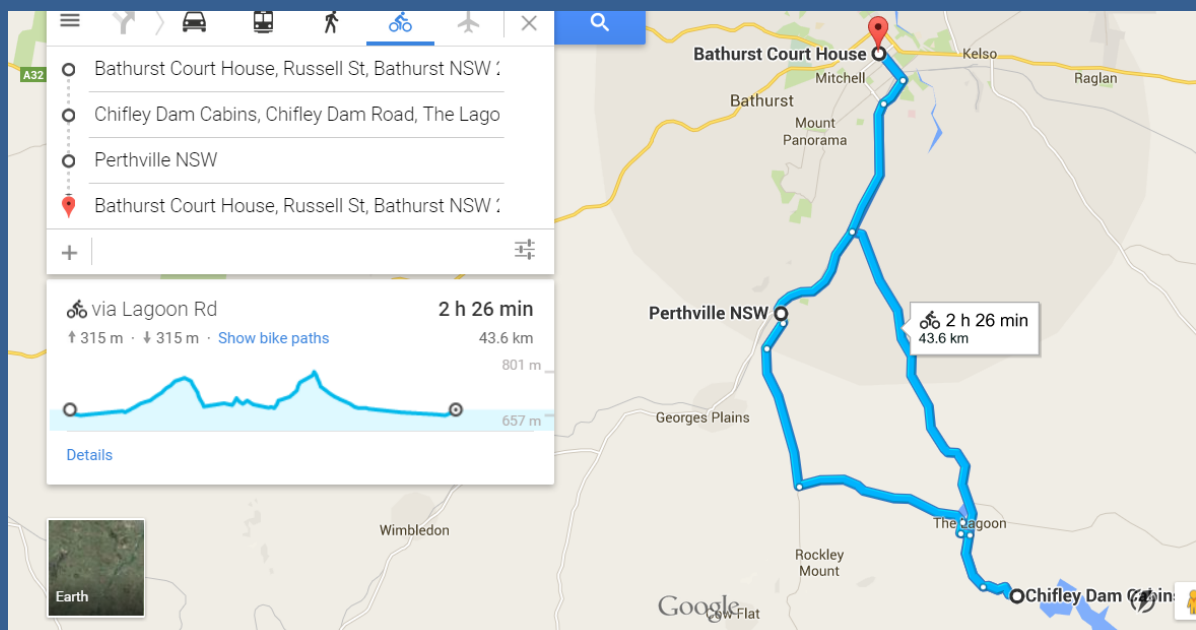 Bathurst Court House, Russell St, Bathurst NSW 2
Chifley Dam Cabins, Chifley Dam Road, The Lago
Perthville NSW
Bathurst Court House, Russell St, Bathurst NSW 2
via Lagoon Rd
2 h 26 min
315 m · 315 m · Show bike paths
43.6 km
801 m
657 m
Details
Earth
A32
Bathurst Court House
Kelso
Mitchell
Raglan
Bathurst
Mount
Panorama
Perthville NSW
2 h 26 min
43.6 km
Georges Plains
Wimbledon
The Lagoon
Rockley
Mount
Chifley Dam Cabins
Google
Cow Flat